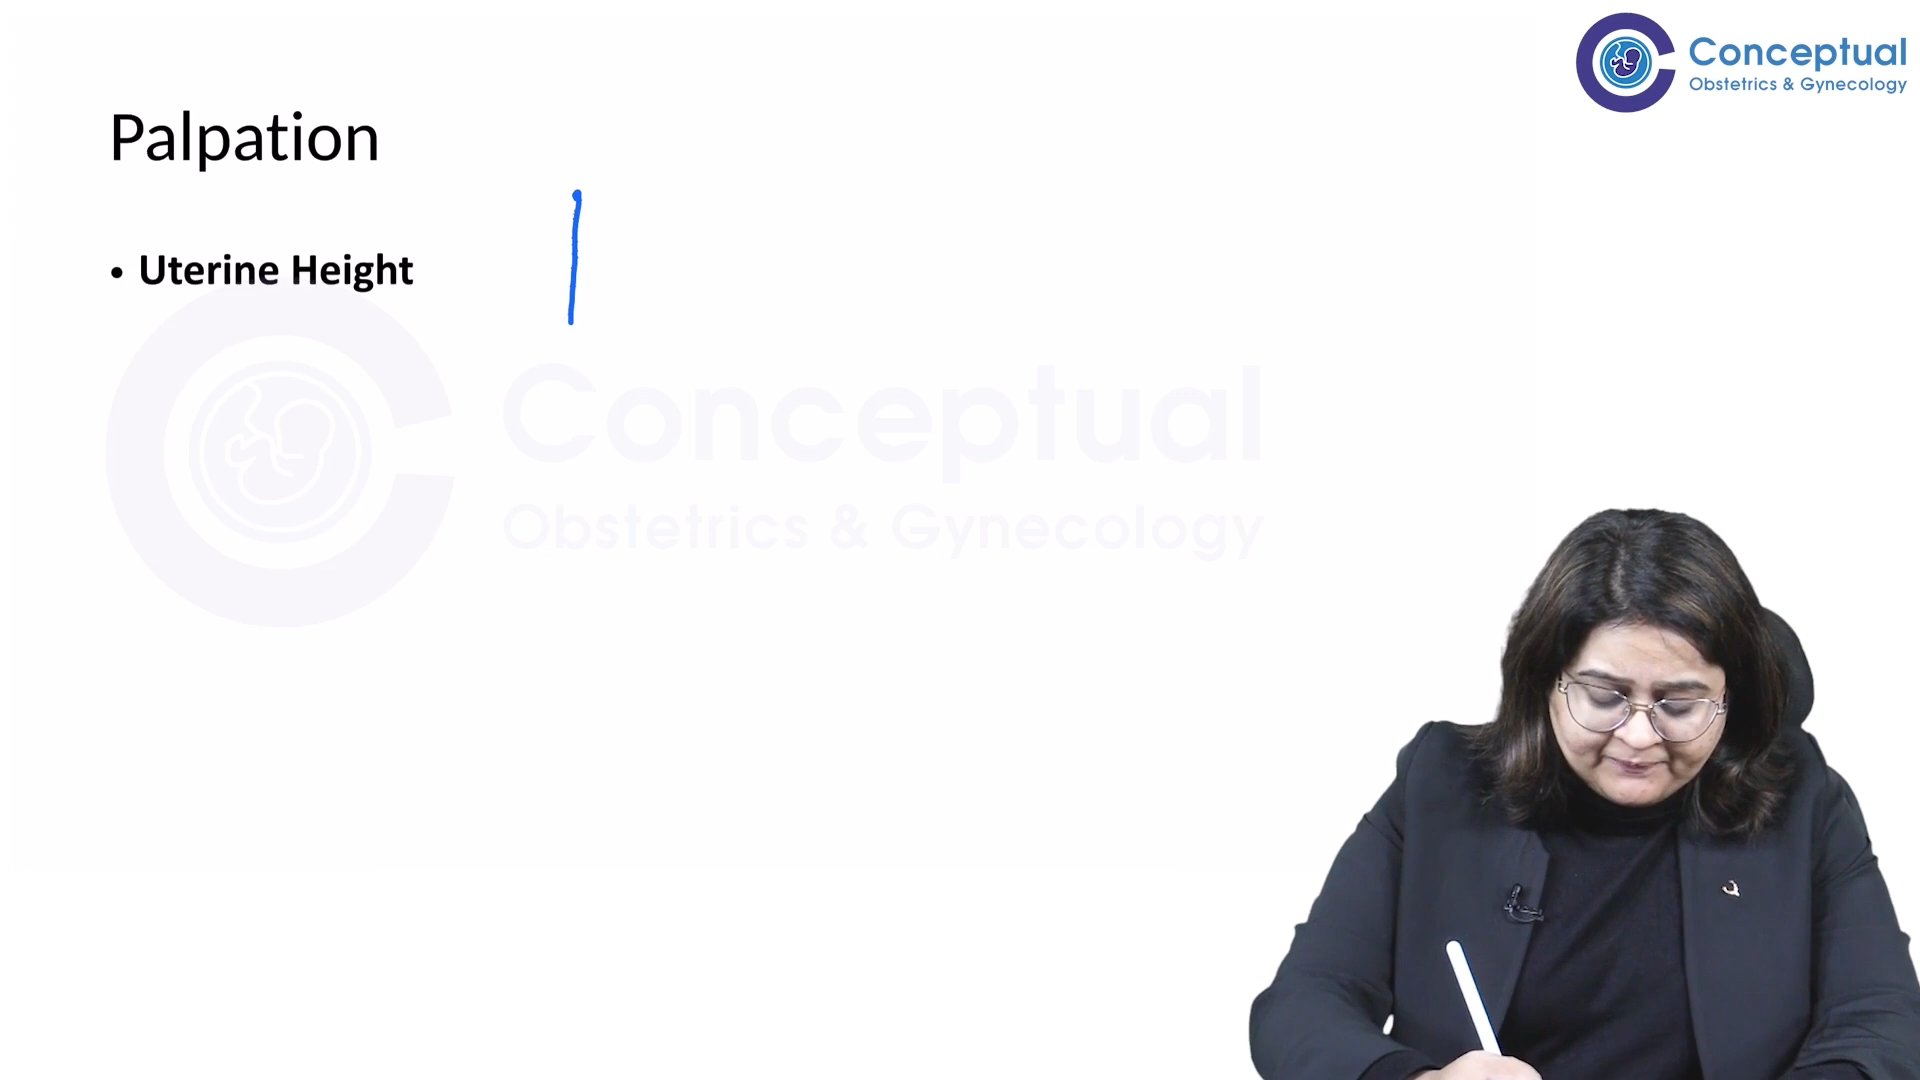 Conceptual
Obstetrics & Gynecology
Palpation
• Uterine Height
Conceptual
Obstetrics & Gynecology